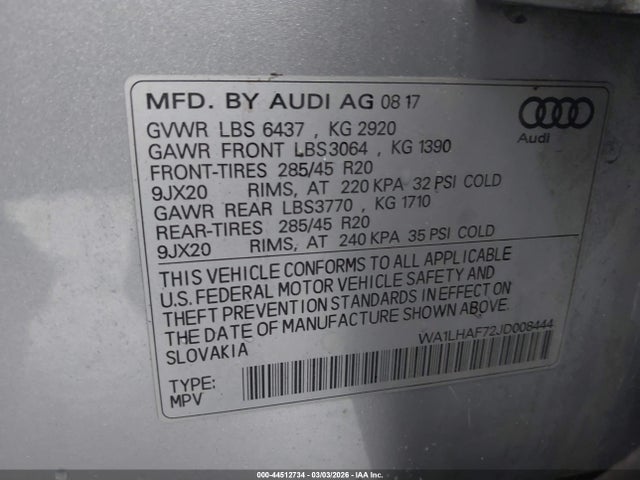 MFD. BY AUDI AG 08 17
GVWR LBS 6437 , KG 2920
GAWR FRONT LBS3064 , KG 1390
FRONT-TIRES 285/45 R20
9JX20 RIMS, AT 220 KPA 32 PSI COLD
GAWR REAR LBS3770 , KG 1710
REAR-TIRES 285/45 R20
9JX20 RIMS, AT 240 KPA 35 PSI COLD
THIS VEHICLE CONFORMS TO ALL APPLICABLE
U.S. FEDERAL MOTOR VEHICLE SAFETY AND
THEFT PREVENTION STANDARDS IN EFFECT ON
THE DATE OF MANUFACTURE SHOWN ABOVE.
SLOVAKIA
WA1LHAF72JD008444
TYPE:
MPV
Audi
000-44512734 - 03/03/2026 - IAAI.COM